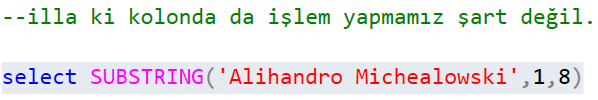 --illa ki kolonda da işlem yapmamız şart değil.
select SUBSTRING('Alihandro Michealowski',1,8)